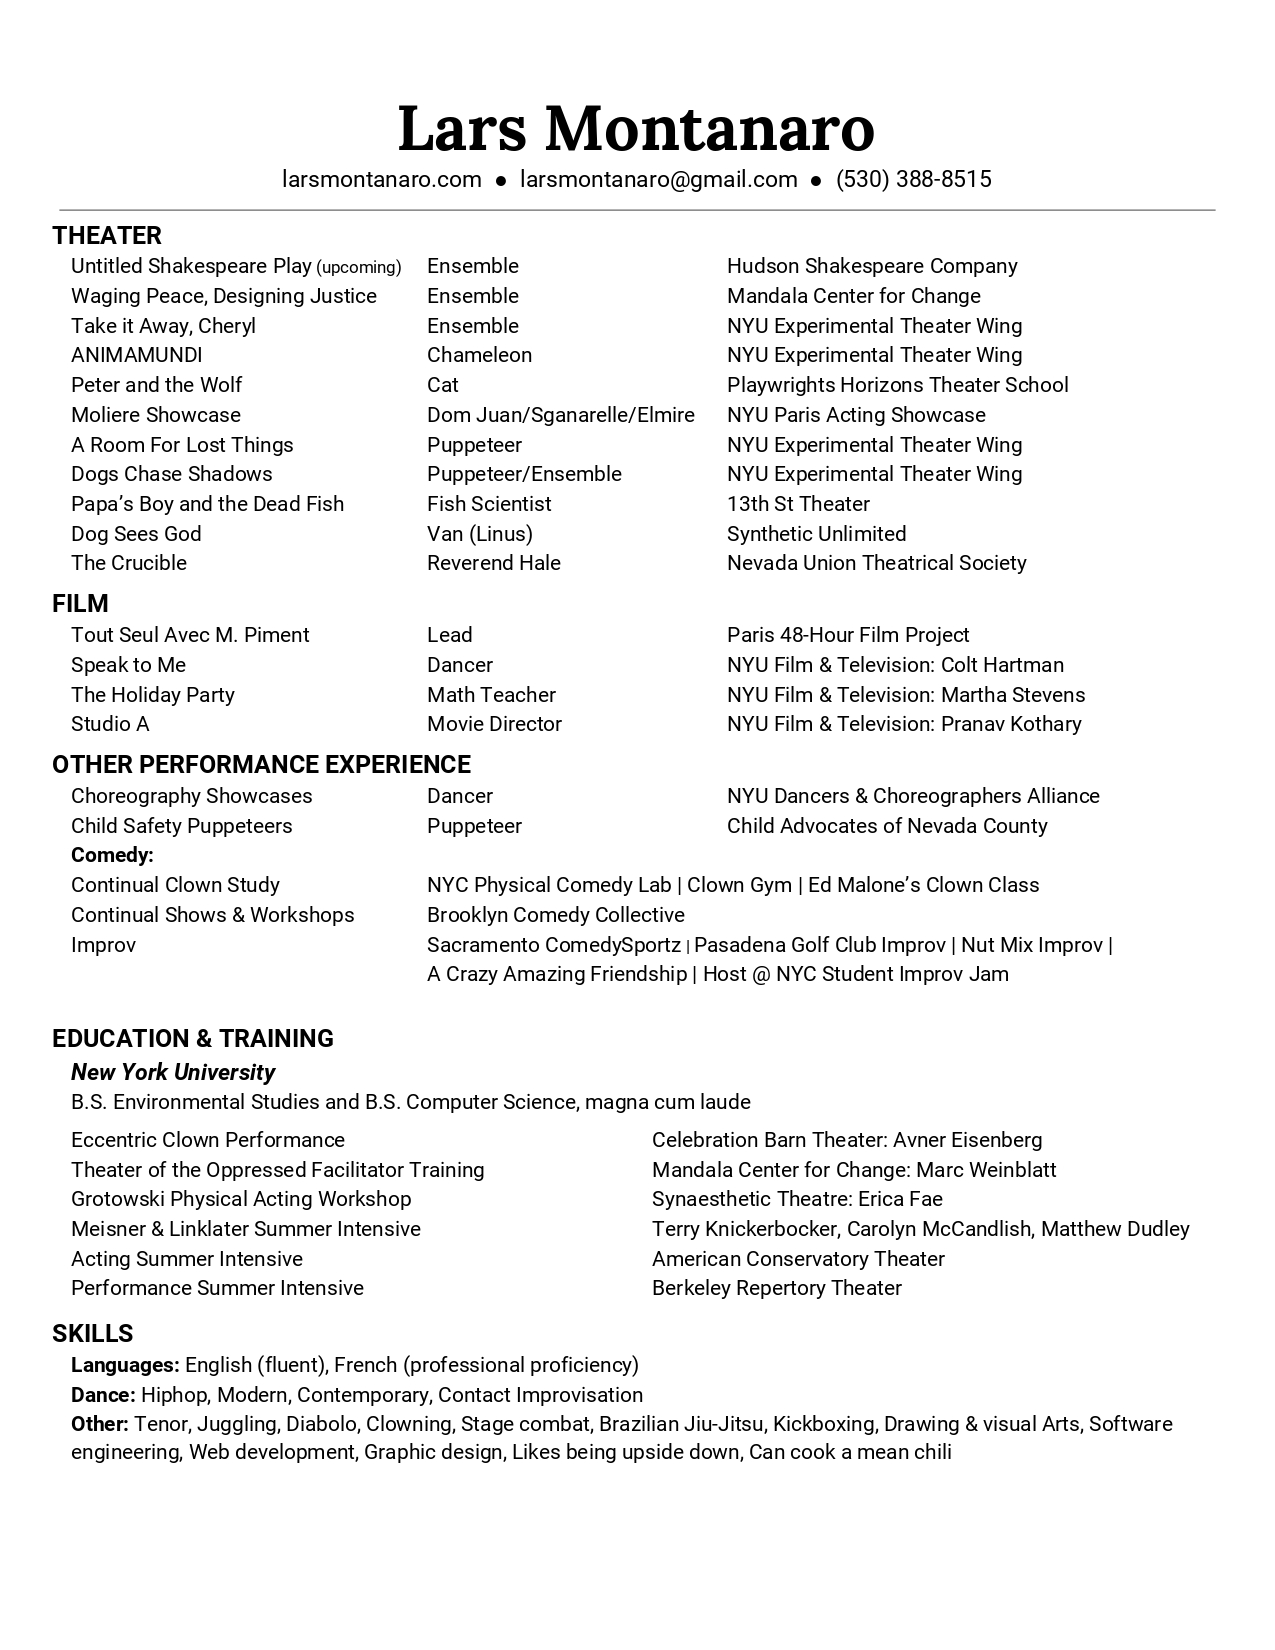 Lars Montanaro
larsmontanaro.com ● larsmontanaro@gmail.com ● (530) 388-8515
THEATER
Untitled Shakespeare Play (upcoming) Ensemble Hudson Shakespeare Company
Waging Peace, Designing Justice Ensemble Mandala Center for Change
Take it Away, Cheryl Ensemble NYU Experimental Theater Wing
ANIMAMUNDI Chameleon NYU Experimental Theater Wing
Peter and the Wolf Cat Playwrights Horizons Theater School
Moliere Showcase Dom Juan/Sganarelle/Elmire NYU Paris Acting Showcase
A Room For Lost Things Puppeteer NYU Experimental Theater Wing
Dogs Chase Shadows Puppeteer/Ensemble NYU Experimental Theater Wing
Papa’s Boy and the Dead Fish Fish Scientist 13th St Theater
Dog Sees God Van (Linus) Synthetic Unlimited
The Crucible Reverend Hale Nevada Union Theatrical Society
FILM
Tout Seul Avec M. Piment Lead Paris 48-Hour Film Project
Speak to Me Dancer NYU Film & Television: Colt Hartman
The Holiday Party Math Teacher NYU Film & Television: Martha Stevens
Studio A Movie Director NYU Film & Television: Pranav Kothary
OTHER PERFORMANCE EXPERIENCE
Choreography Showcases Dancer NYU Dancers & Choreographers Alliance
Child Safety Puppeteers Puppeteer Child Advocates of Nevada County
Comedy:
Continual Clown Study NYC Physical Comedy Lab | Clown Gym | Ed Malone’s Clown Class
Continual Shows & Workshops Brooklyn Comedy Collective
Improv Sacramento ComedySportz | Pasadena Golf Club Improv | Nut Mix Improv |
A Crazy Amazing Friendship | Host @ NYC Student Improv Jam
EDUCATION & TRAINING
New York University
B.S. Environmental Studies and B.S. Computer Science, magna cum laude
Eccentric Clown Performance Celebration Barn Theater: Avner Eisenberg
Theater of the Oppressed Facilitator Training Mandala Center for Change: Marc Weinblatt
Grotowski Physical Acting Workshop Synaesthetic Theatre: Erica Fae
Meisner & Linklater Summer Intensive Terry Knickerbocker, Carolyn McCandlish, Matthew Dudley
Acting Summer Intensive American Conservatory Theater
Performance Summer Intensive Berkeley Repertory Theater
SKILLS
Languages: English (fluent), French (professional proficiency)
Dance: Hiphop, Modern, Contemporary, Contact Improvisation
Other: Tenor, Juggling, Diabolo, Clowning, Stage combat, Brazilian Jiu-Jitsu, Kickboxing, Drawing & visual Arts, Software
engineering, Web development, Graphic design, Likes being upside down, Can cook a mean chili